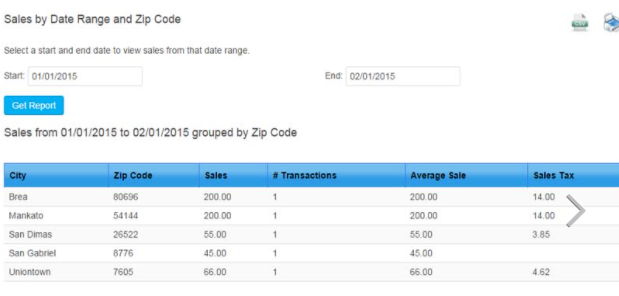 Sales by Date Range and Zip Code
CSV
Select a start and end date to view sales from that date range.
Start: 01/01/2015 End: 02/01/2015
Get Report
Sales from 01/01/2015 to 02/01/2015 grouped by Zip Code
City Zip Code Sales # Transactions Average Sale Sales Tax
Brea 80696 200.00 1 200.00 14.00
Mankato 54144 200.00 1 200.00 14.00
San Dimas 26522 55.00 1 55.00 3.85
San Gabriel 8776 45.00 1 45.00
Uniontown 7605 66.00 1 66.00 4.62